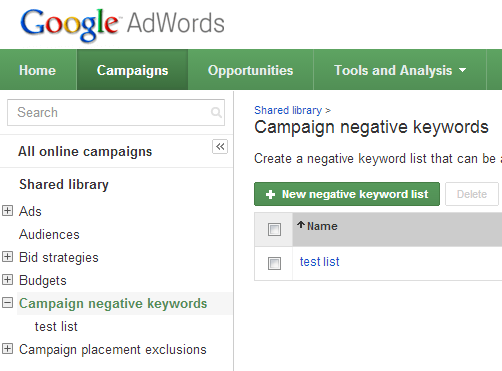 Google AdWords
Home Campaigns Opportunities Tools and Analysis
Search
All online campaigns
Shared library
Ads
Audiences
Bid strategies
Budgets
Campaign negative keywords
test list
Campaign placement exclusions
Shared library >
Campaign negative keywords
Create a negative keyword list that can be
+ New negative keyword list Delete
Name
test list